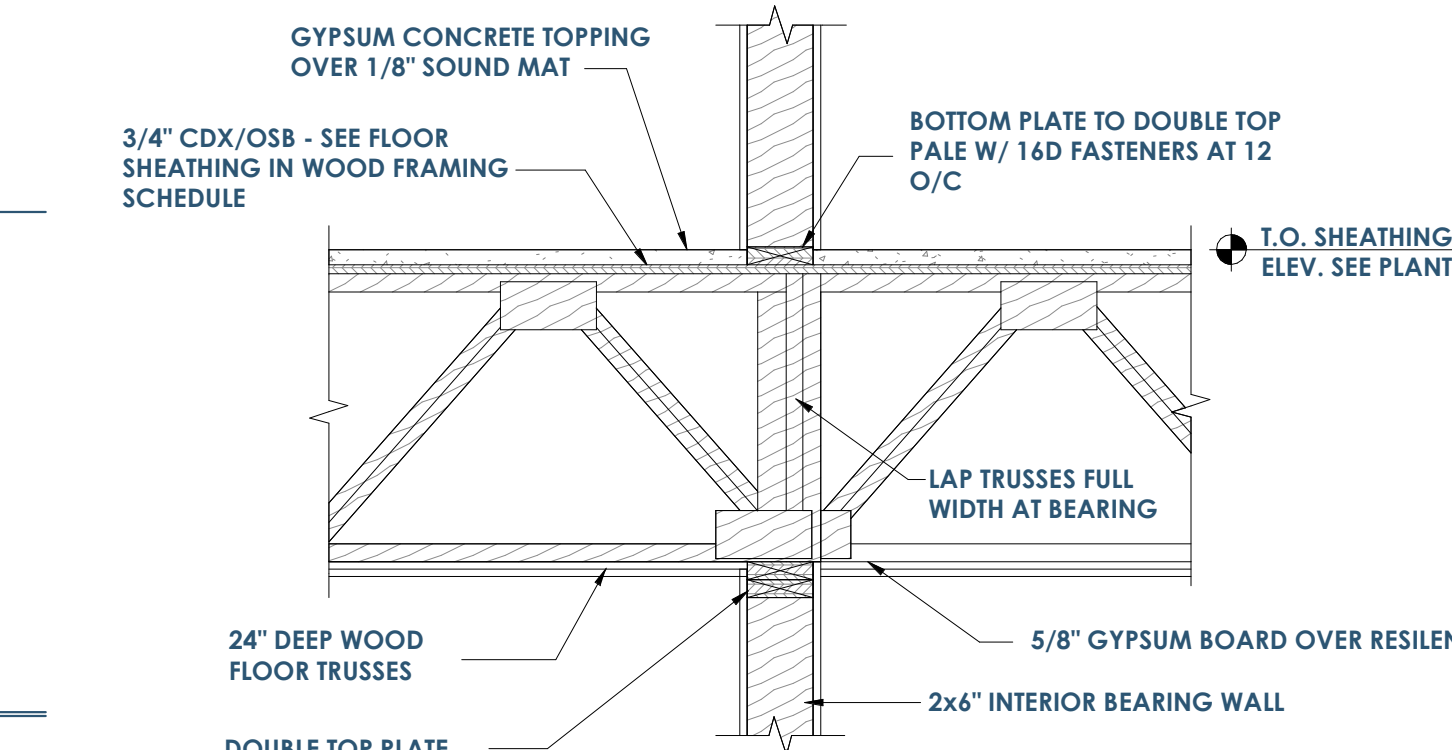 GYPSUM CONCRETE TOPPING
OVER 1/8" SOUND MAT
3/4" CDX/OSB - SEE FLOOR
SHEATHING IN WOOD FRAMING
SCHEDULE
BOTTOM PLATE TO DOUBLE TOP
PALE W/ 16D FASTENERS AT 12
O/C
T.O. SHEATHING
ELEV. SEE PLANT
LAP TRUSSES FULL
WIDTH AT BEARING
24" DEEP WOOD
FLOOR TRUSSES
5/8" GYPSUM BOARD OVER
2x6" INTERIOR BEARING WALL
DOUBLE TOP PLATE